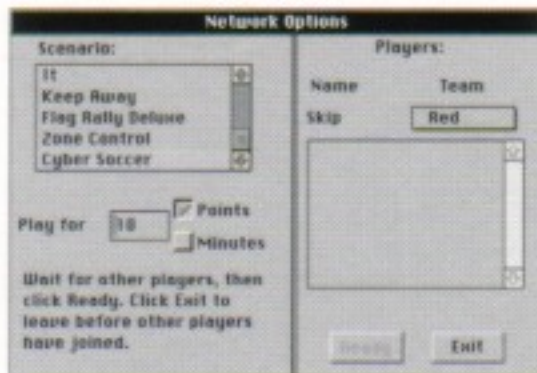 Network Options
Scenario:
It
Keep Away
Flag Rally Deluxe
Zone Control
Cyber Soccer
Play for 10
Points
Minutes
Wait for other players, then
click Ready. Click Exit to
leave before other players
have joined.
Players:
Name Team
Skip Red
Ready Exit